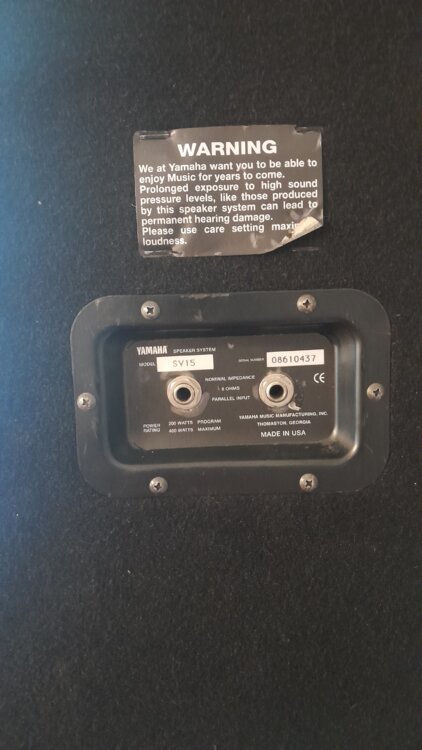 WARNING
We at Yamaha want you to be able to
enjoy Music for years to come.
Prolonged exposure to high sound
pressure levels, like those produced
by this speaker system can lead to
permanent hearing damage.
Please use care setting
loudness.
YAMAHA SPEAKER SYSTEM
MODEL SV15 SERIAL NUMBER 08610437
NOMINAL IMPEDANCE
8 OHMS
CE
PARALLEL INPUT
POWER RATING
200 WATTS PROGRAM
400 WATTS MAXIMUM
YAMAHA MUSIC MANUFACTURING, INC.
THOMASTON, GEORGIA
MADE IN USA